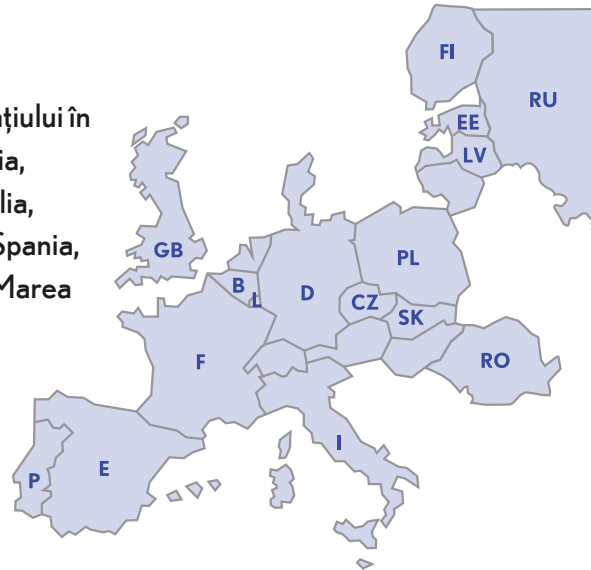 țiului în
ia,
lia,
Spania,
Marea
FI
RU
EE
LV
GB
B
L
D
PL
CZ
SK
F
RO
I
P
E